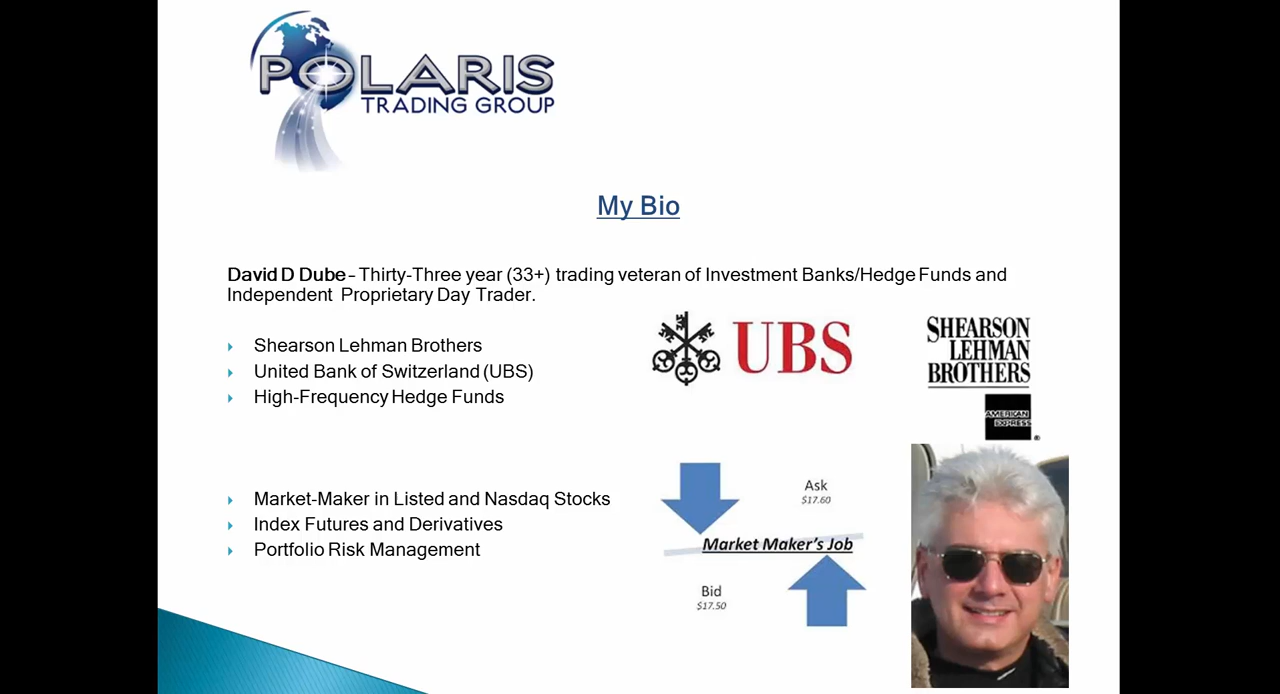 POLARIS
TRADING GROUP
My Bio
David D Dube – Thirty-Three year (33+) trading veteran of Investment Banks/Hedge Funds and
Independent Proprietary Day Trader.
Shearson Lehman Brothers
United Bank of Switzerland (UBS)
High-Frequency Hedge Funds
UBS
SHEARSON
LEHMAN
BROTHERS
AMERICAN
EXPRESS
®
Market-Maker in Listed and Nasdaq Stocks
Index Futures and Derivatives
Portfolio Risk Management
Ask
$17.60
Market Maker's Job
Bid
$17.50